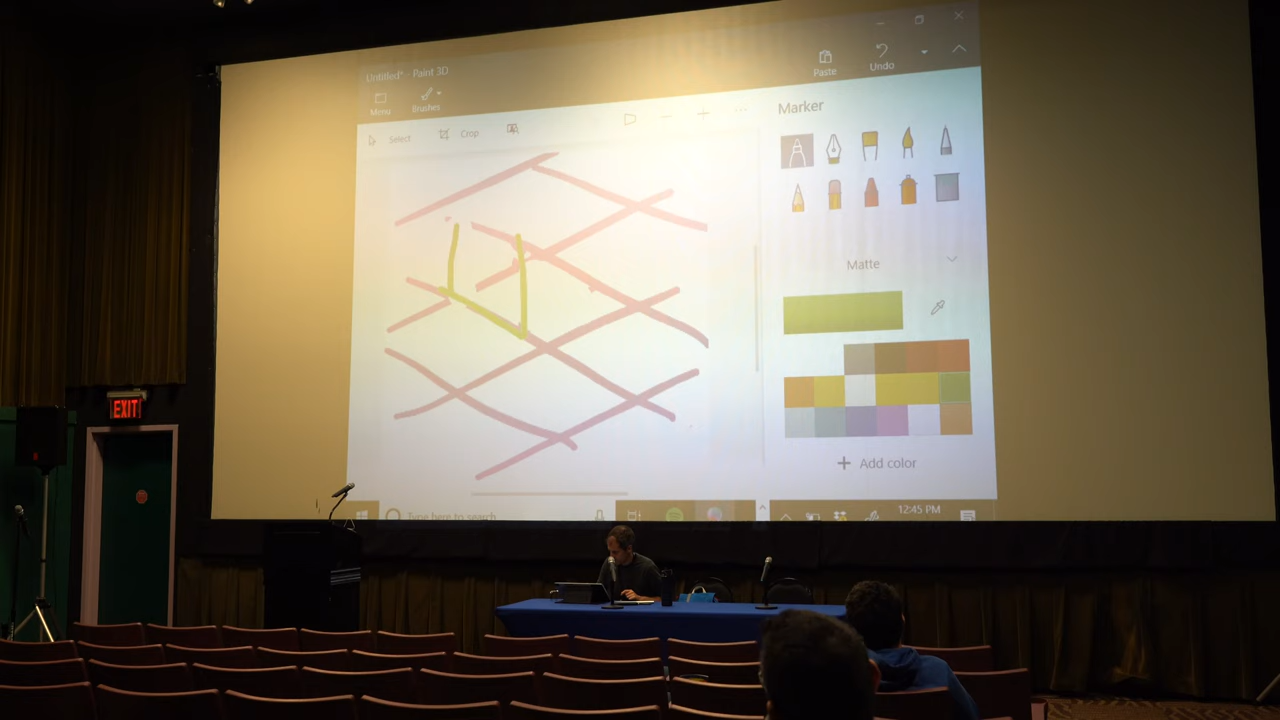 Untitled* - Paint 3D
Paste
Undo
Menu
Brushes
Select
Crop
Marker
Matte
Add color
EXIT
Type here to search
12:45 PM